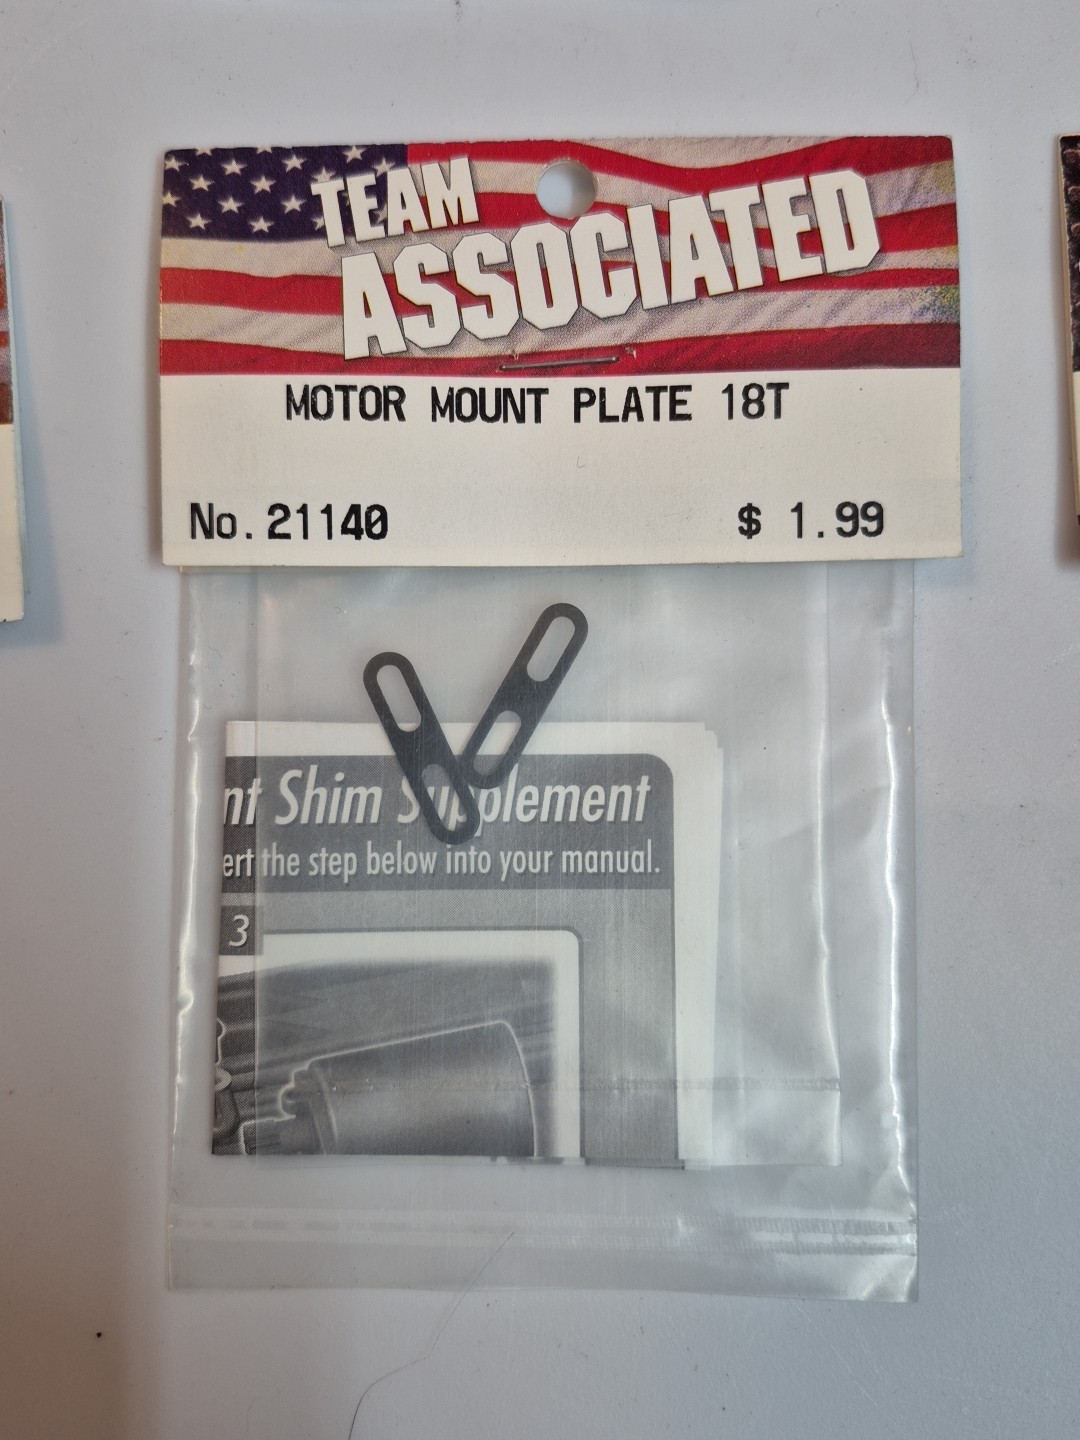 TEAM
ASSOCIATED
MOTOR MOUNT PLATE 18T
No. 21140 $ 1.99
nt Shim Supplement
ert the step below into your manual.
3